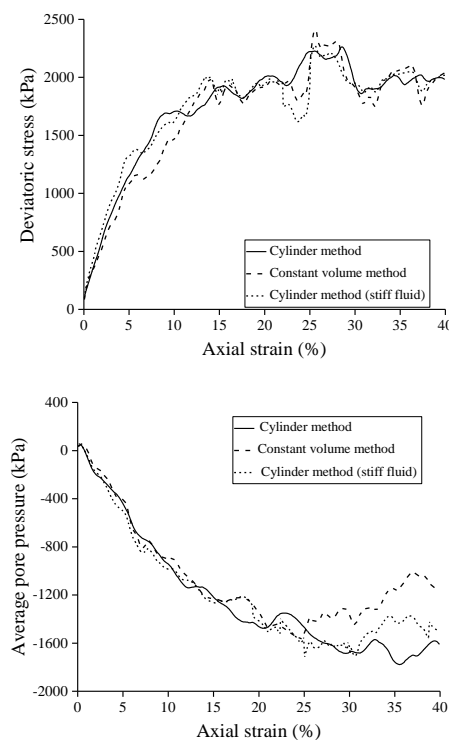 2500
2000
1500
1000
500
0
Deviatoric stress (kPa)
Cylinder method
Constant volume method
Cylinder method (stiff fluid)
0 5 10 15 20 25 30 35 40
Axial strain (%)
400
0
-400
-800
-1200
-1600
-2000
Average pore pressure (kPa)
Cylinder method
Constant volume method
Cylinder method (stiff fluid)
0 5 10 15 20 25 30 35 40
Axial strain (%)